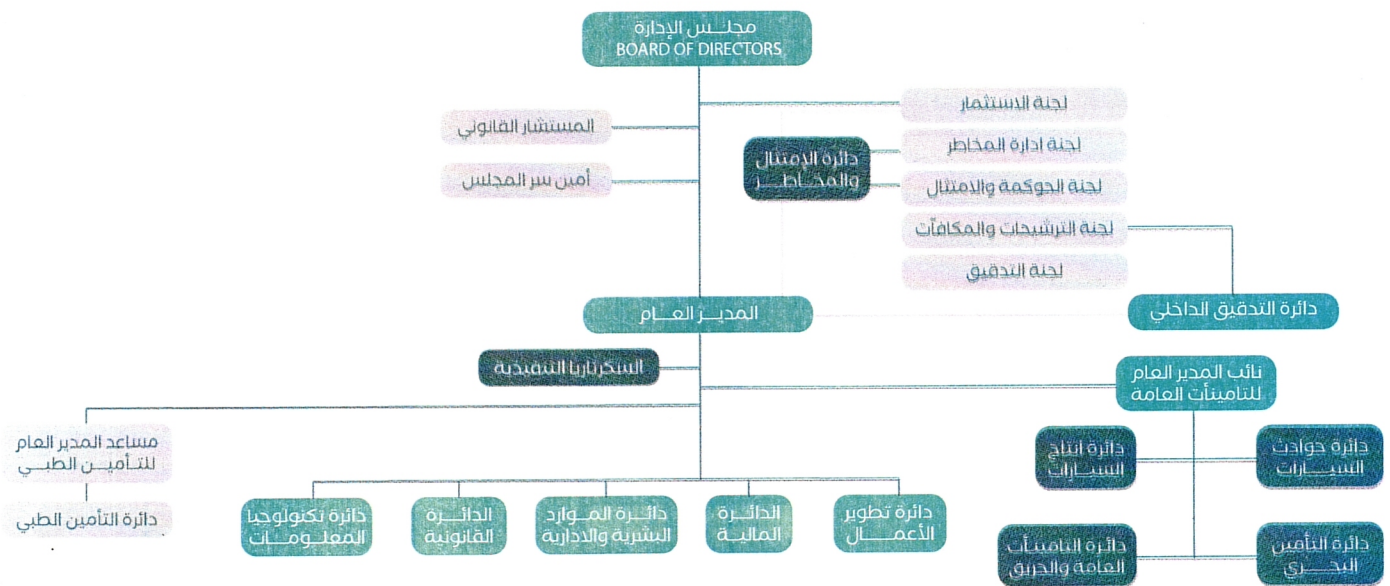 مجلس الإدارة
BOARD OF DIRECTORS
لجنة الاستثمار
المستشار القانوني
لجنة ادارة المخاطر
دائرة الإمتثال
والمخاطر
أمين سر المجلس
لجنة الحوكمة والامتثال
لجنة الترشيحات والمكافآت
لجنة التدقيق
دائرة التدقيق الداخلي
المدير العام
السكرتاريا التنفيذية
نائب المدير العام
للتامينأت العامة
مساعد المدير العام
للتأمين الطبي
دائرة حوادث
السيارات
دائرة انتاج
السيارات
دائرة التأمين الطبي
دائرة تطوير
الأعمال
الدائرة
المالية
دائرة الموارد
البشرية والادارية
الدائرة
القانونية
دائرة تكنولوجيا
المعلومات
دائرة التأمين
البحري
دائرة التامينأت
العامة والحريق